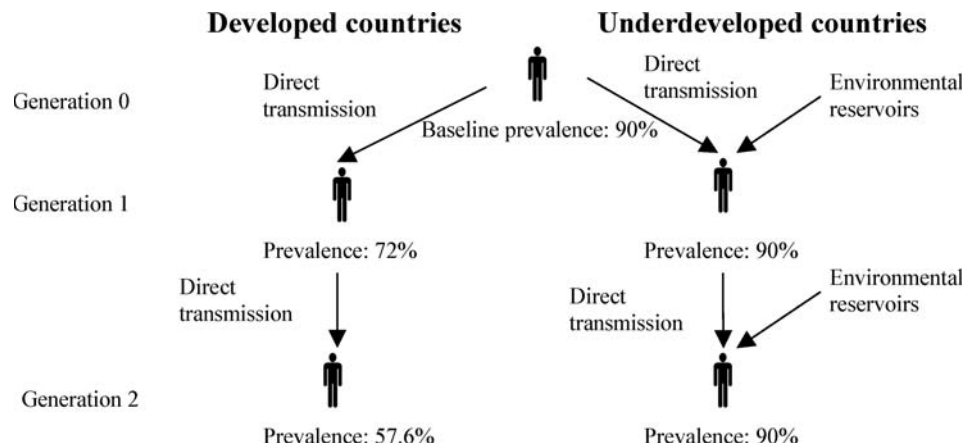 Developed countries
Underdeveloped countries
Generation 0
Direct
transmission
Direct
transmission
Environmental
reservoirs
Baseline prevalence: 90%
Generation 1
Prevalence: 72%
Prevalence: 90%
Direct
transmission
Direct
transmission
Environmental
reservoirs
Generation 2
Prevalence: 57.6%
Prevalence: 90%